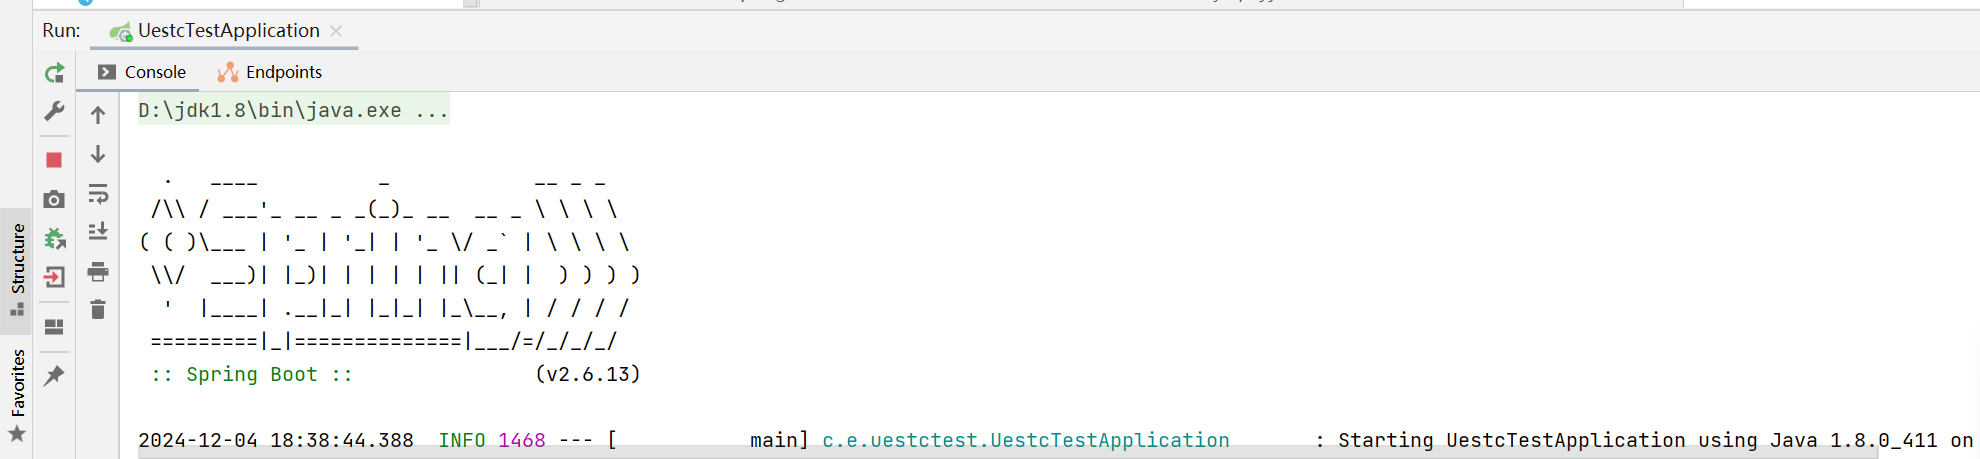 Run: UestcTestApplication
Console Endpoints
D:\jdk1.8\bin\java.exe ...
  .   ____          _            __ _ _
 /\\ / ___'_ __ _ _(_)_ __  __ _ \ \ \ \
( ( )\___ | '_ | '_| | '_ \/ _` | \ \ \ \
 \\/  ___)| |_)| | | | | || (_| |  ) ) ) )
  '  |____| .__|_| |_|_| |_\__, | / / / /
 =========|_|==============|___/=/_/_/_/
 :: Spring Boot ::               (v2.6.13)
2024-12-04 18:38:44.388  INFO 1468 --- [           main] c.e.uestctest.UestcTestApplication       : Starting UestcTestApplication using Java 1.8.0_411 on
Structure
Favorites